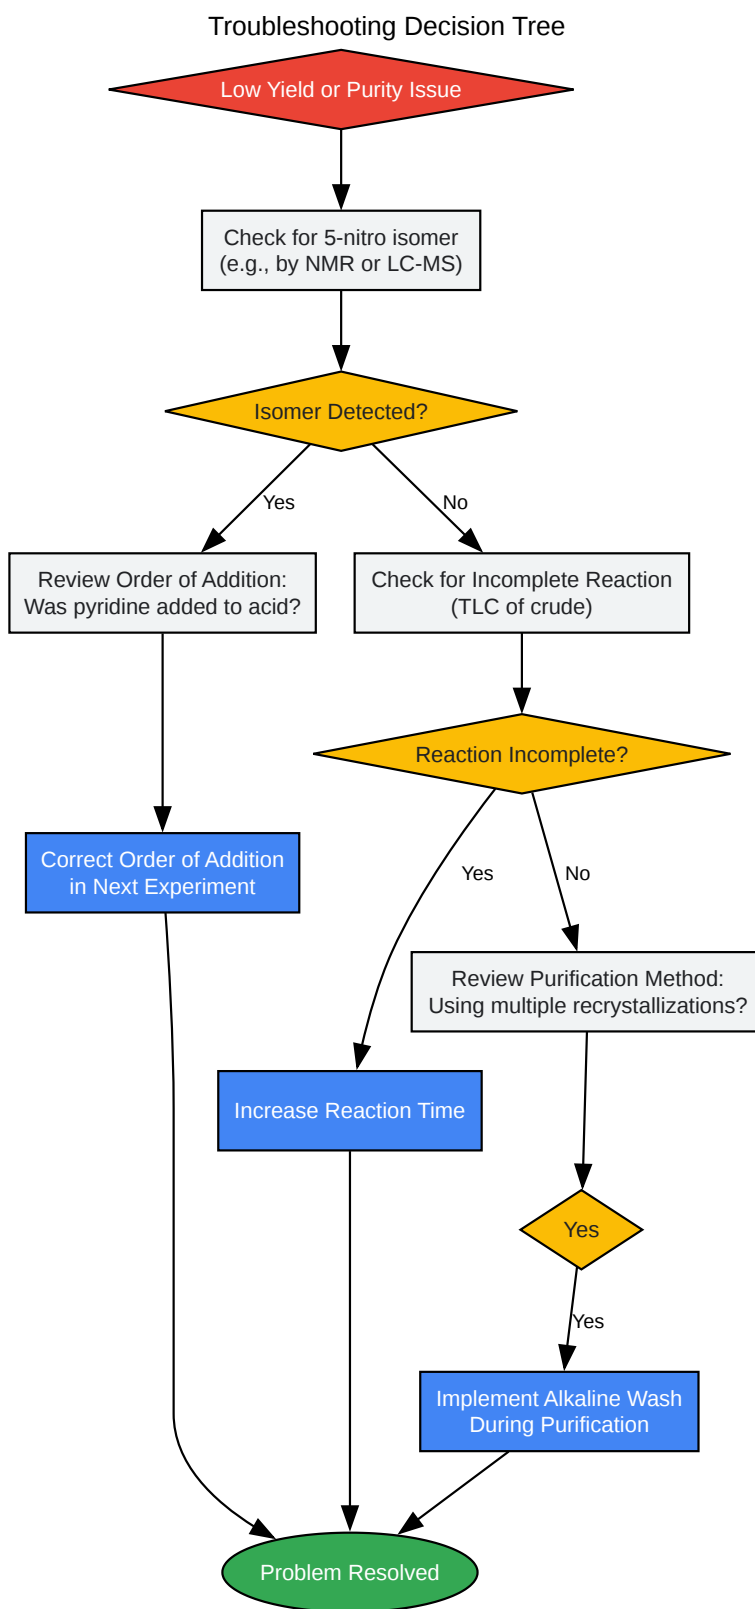 Troubleshooting Decision Tree
Low Yield or Purity Issue
Check for 5-nitro isomer
(e.g., by NMR or LC-MS)
Isomer Detected?
Yes
No
Review Order of Addition:
Was pyridine added to acid?
Check for Incomplete Reaction
(TLC of crude)
Reaction Incomplete?
Correct Order of Addition
in Next Experiment
Yes
No
Review Purification Method:
Using multiple recrystallizations?
Increase Reaction Time
Yes
Yes
Implement Alkaline Wash
During Purification
Problem Resolved